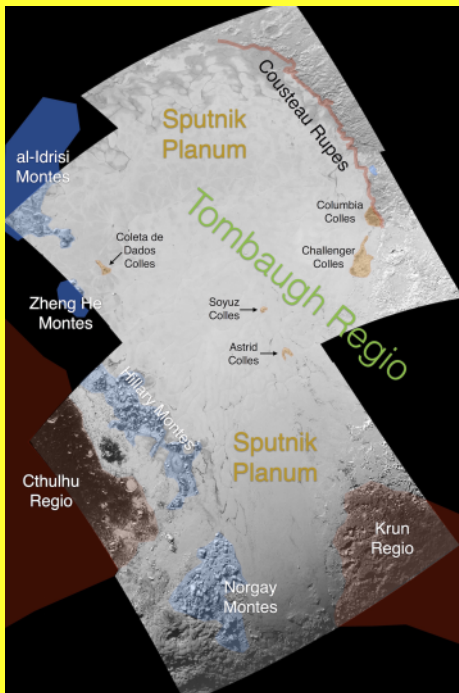 Sputnik
Planum
Cousteau Rupes
al-Idrisi
Montes
Columbia
Colles
Coleta de
Dados
Colles
Challenger
Colles
Tombaugh Regio
Zheng He
Montes
Soyuz
Colles
Astrid
Colles
Hillary Montes
Sputnik
Planum
Cthulhu
Regio
Krun
Regio
Norgay
Montes